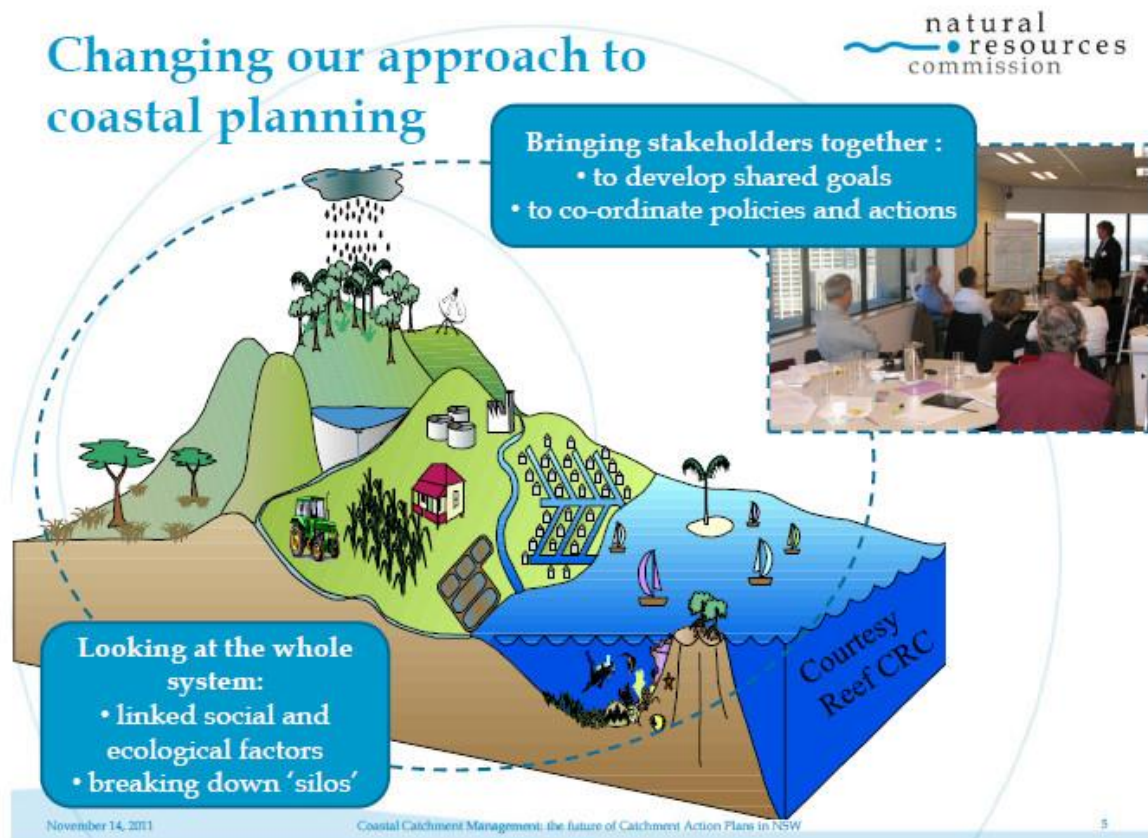 Changing our approach to
coastal planning
natural
resources
commission
Bringing stakeholders together :
• to develop shared goals
• to co-ordinate policies and actions
Looking at the whole
system:
• linked social and
ecological factors
• breaking down ‘silos’
Courtesy
Reef CRC
November 14, 2011
Coastal Catchment Management: the future of Catchment Action Plans in NSW
5